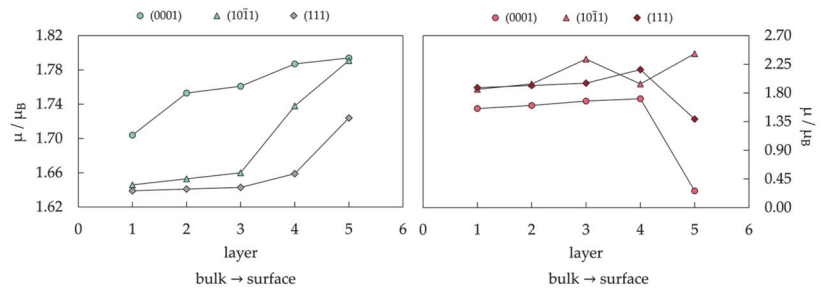 (0001) (101̄1) (111)
1.82
1.78
1.74
1.70
1.66
1.62
μ / μB
0 1 2 3 4 5 6
layer
bulk → surface
(0001) (101̄1) (111)
2.70
2.25
1.80
1.35
0.90
0.45
0.00
μ / μB
0 1 2 3 4 5 6
layer
bulk → surface